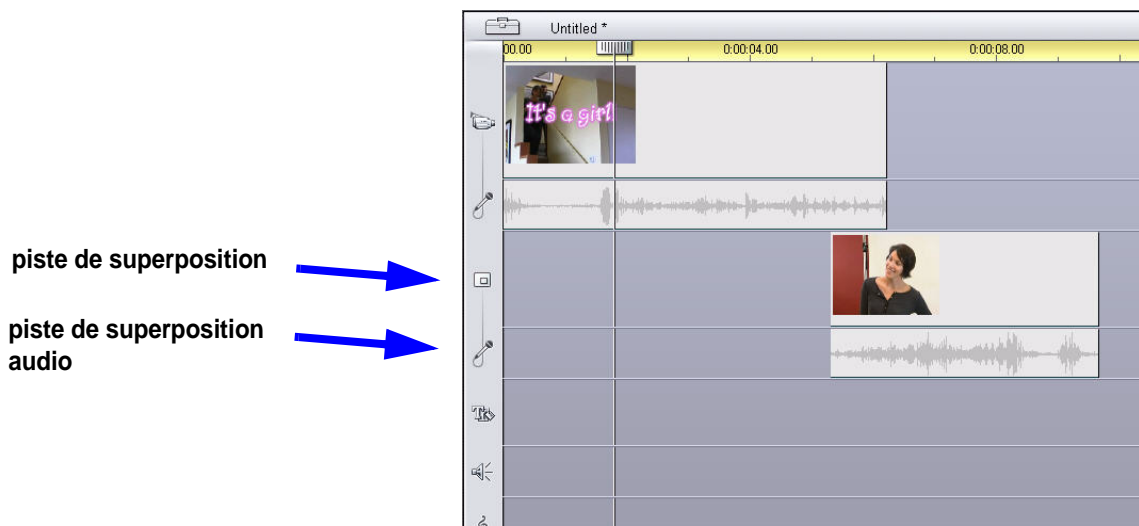 Untitled *
00.00 0:00:04.00 0:00:08.00
It's a girl!
piste de superposition
piste de superposition
audio